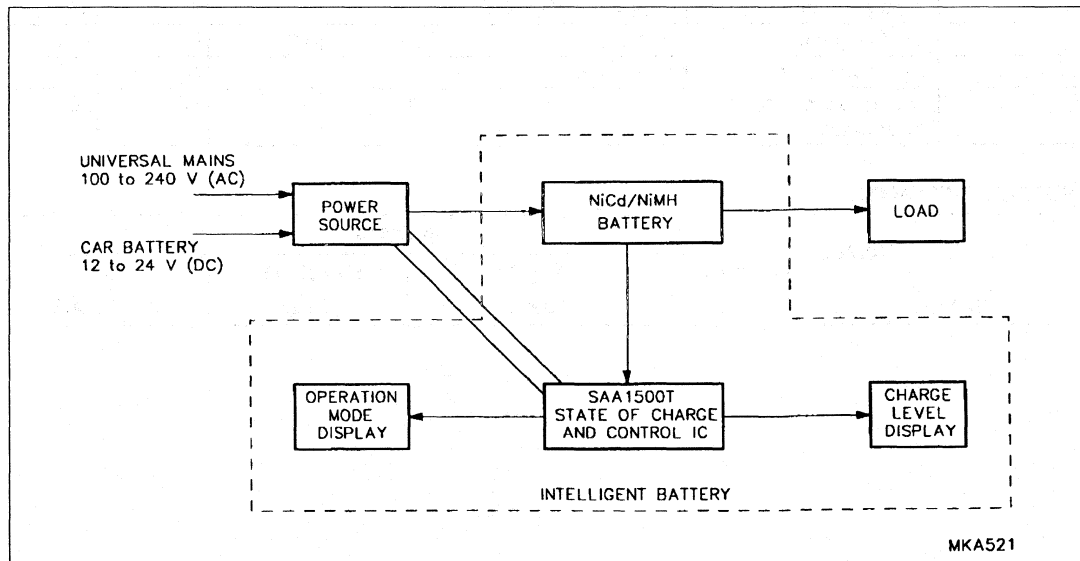 UNIVERSAL MAINS
100 to 240 V (AC)
CAR BATTERY
12 to 24 V (DC)
POWER
SOURCE
NiCd/NiMH
BATTERY
LOAD
OPERATION
MODE
DISPLAY
SAA1500T
STATE OF CHARGE
AND CONTROL IC
CHARGE
LEVEL
DISPLAY
INTELLIGENT BATTERY
MKA521